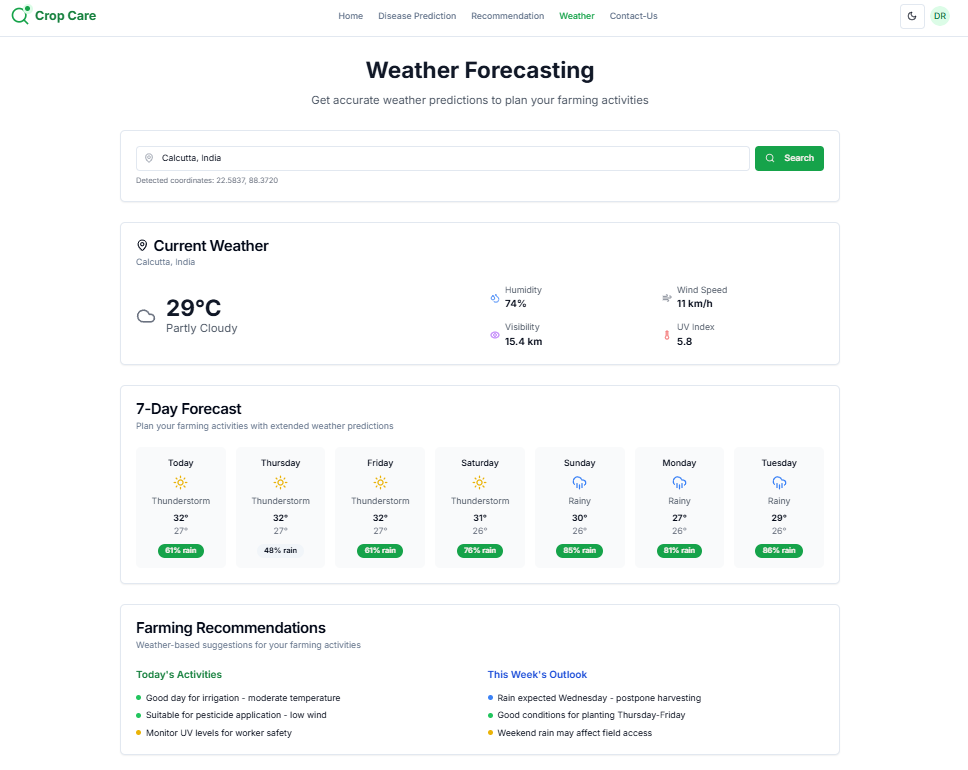 Crop Care
Home Disease Prediction Recommendation Weather Contact-Us
DR
Weather Forecasting
Get accurate weather predictions to plan your farming activities
Calcutta, India
Search
Detected coordinates: 22.5837, 88.3720
Current Weather
Calcutta, India
29°C
Partly Cloudy
Humidity
74%
Wind Speed
11 km/h
Visibility
15.4 km
UV Index
5.8
7-Day Forecast
Plan your farming activities with extended weather predictions
Today
Thunderstorm
32°
27°
61% rain
Thursday
Thunderstorm
32°
27°
48% rain
Friday
Thunderstorm
32°
27°
61% rain
Saturday
Thunderstorm
31°
26°
76% rain
Sunday
Rainy
30°
26°
85% rain
Monday
Rainy
27°
26°
81% rain
Tuesday
Rainy
29°
26°
86% rain
Farming Recommendations
Weather-based suggestions for your farming activities
Today's Activities
Good day for irrigation - moderate temperature
Suitable for pesticide application - low wind
Monitor UV levels for worker safety
This Week's Outlook
Rain expected Wednesday - postpone harvesting
Good conditions for planting Thursday-Friday
Weekend rain may affect field access